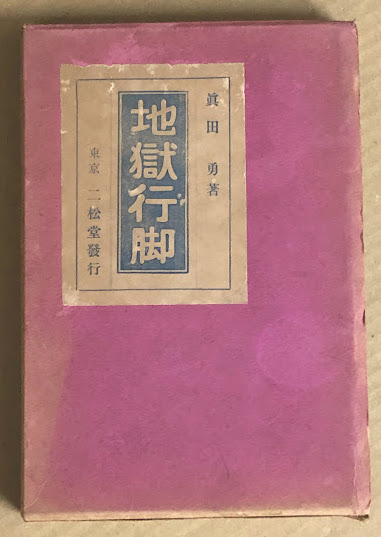 眞田 勇著
地獄行脚
東京 二松堂發行